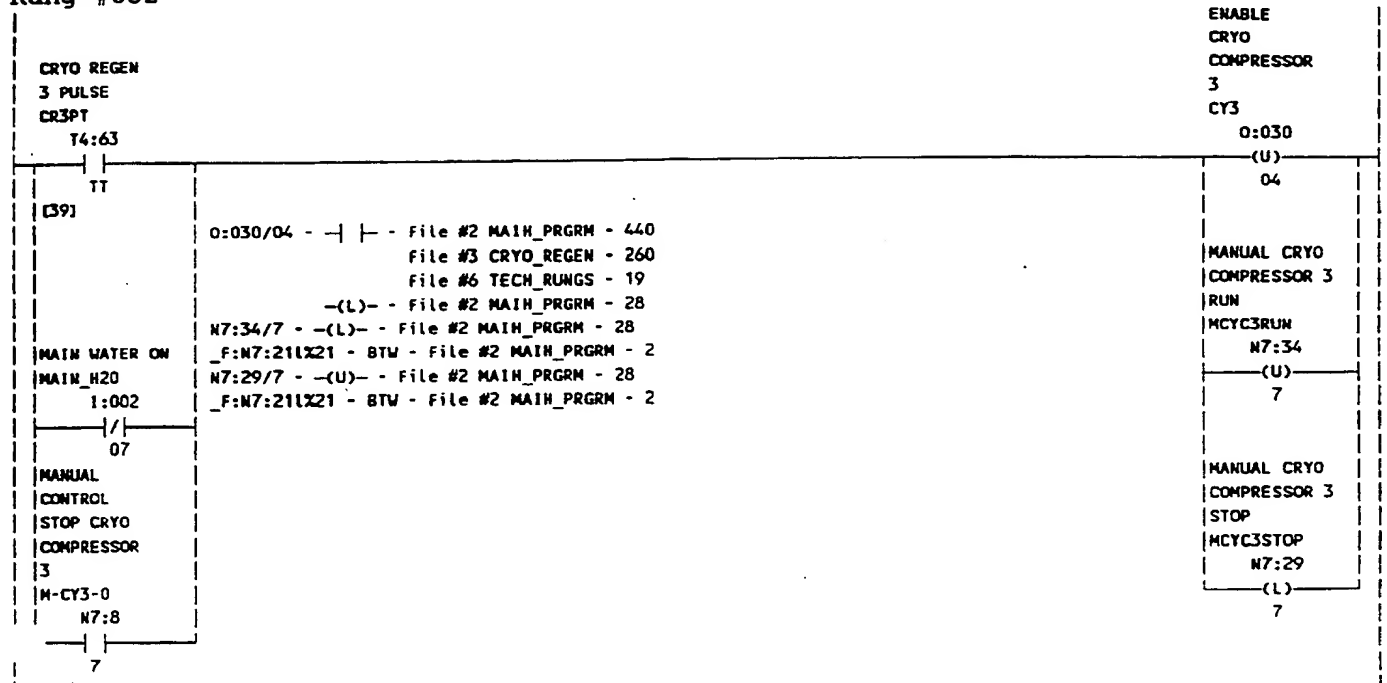 ENABLE
CRYO
COMPRESSOR
3
CY3
O:030
(U)
04
CRYO REGEN
3 PULSE
CR3PT
T4:63
TT
[39]
O:030/04 - ─┤ ├─ - File #2 MAIN_PRGRM - 440
File #3 CRYO_REGEN - 260
File #6 TECH_RUNGS - 19
─(L)─ - File #2 MAIN_PRGRM - 28
N7:34/7 - ─(L)─ - File #2 MAIN_PRGRM - 28
_F:N7:21l%21 - BTW - File #2 MAIN_PRGRM - 2
N7:29/7 - ─(U)─ - File #2 MAIN_PRGRM - 28
_F:N7:21l%21 - BTW - File #2 MAIN_PRGRM - 2
MAIN WATER ON
MAIN_H2O
I:002
/
07
MANUAL
CONTROL
STOP CRYO
COMPRESSOR
3
M-CY3-0
N7:8
7
MANUAL CRYO
COMPRESSOR 3
RUN
MCYC3RUN
N7:34
(U)
7
MANUAL CRYO
COMPRESSOR 3
STOP
MCYC3STOP
N7:29
(L)
7